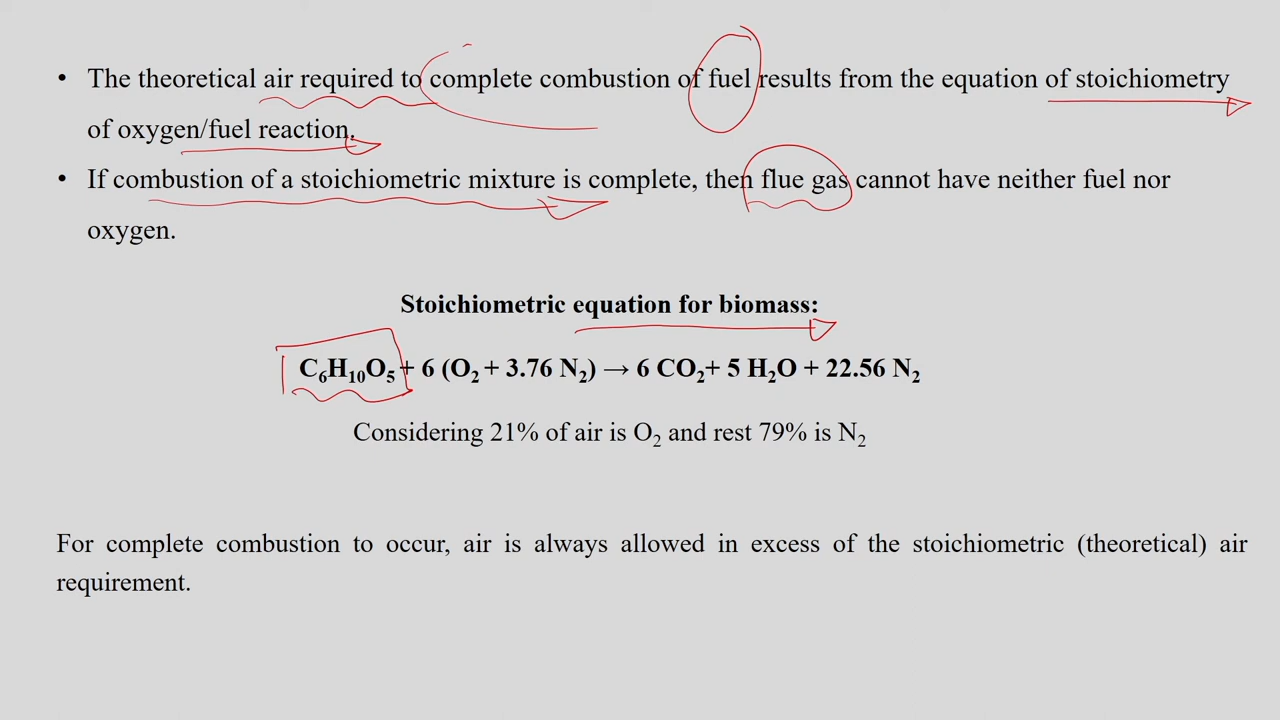 • The theoretical air required to complete combustion of fuel results from the equation of stoichiometry
of oxygen/fuel reaction.
• If combustion of a stoichiometric mixture is complete, then flue gas cannot have neither fuel nor
oxygen.
Stoichiometric equation for biomass:
C₆H₁₀O₅ + 6 (O₂ + 3.76 N₂) → 6 CO₂+ 5 H₂O + 22.56 N₂
Considering 21% of air is O₂ and rest 79% is N₂
For complete combustion to occur, air is always allowed in excess of the stoichiometric (theoretical) air
requirement.